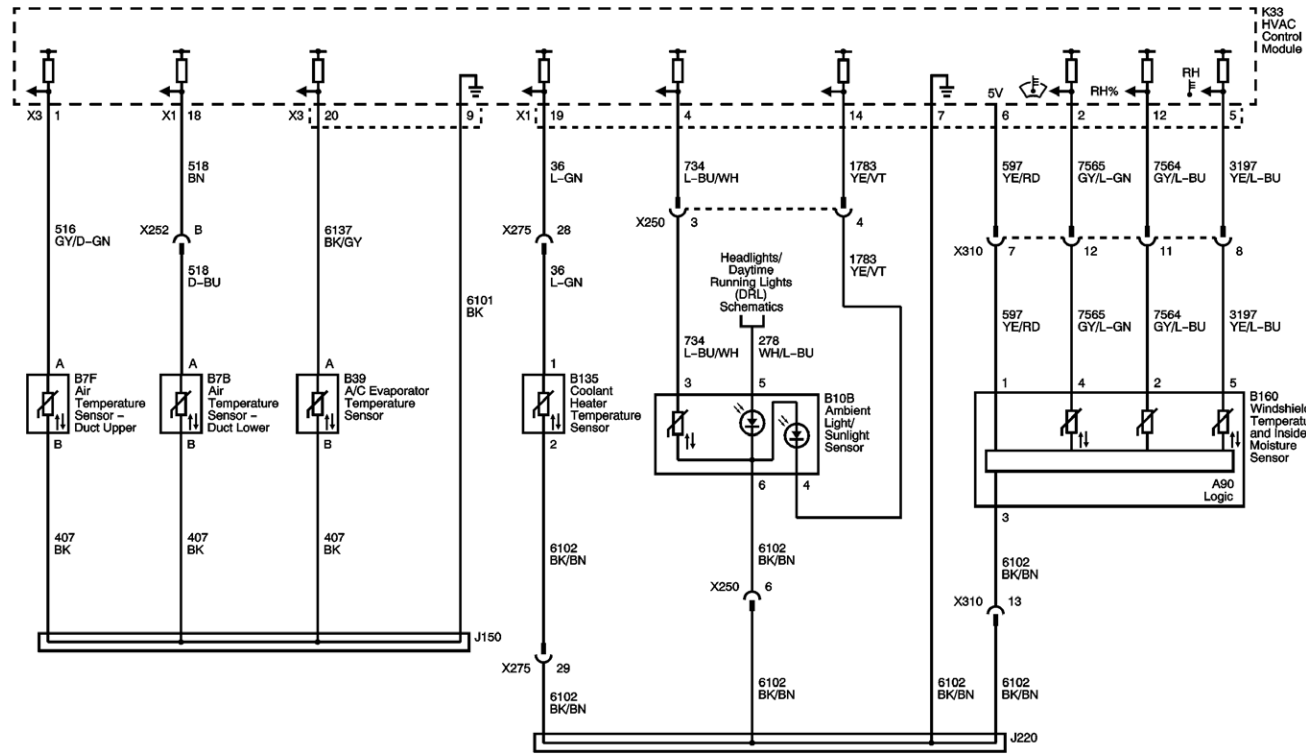 K33
HVAC
Control
Module
5V
RH%
RH
X3 1
X1 18
X3 20
9
X1 19
4
14
7
6
2
12
5
518
BN
36
L-GN
734
L-BU/WH
1783
YE/VT
597
YE/RD
7565
GY/L-GN
7564
GY/L-BU
3197
YE/L-BU
516
GY/D-GN
X252 B
6137
BK/GY
X275 28
X250 3
4
X310 7
12
11
8
518
D-BU
6101
BK
36
L-GN
Headlights/
Daytime
Running Lights
(DRL)
Schematics
1783
YE/VT
597
YE/RD
7565
GY/L-GN
7564
GY/L-BU
3197
YE/L-BU
734
L-BU/WH
278
WH/L-BU
A
B7F
Air
Temperature
Sensor –
Duct Upper
B
A
B7B
Air
Temperature
Sensor –
Duct Lower
B
A
B39
A/C Evaporator
Temperature
Sensor
B
1
B135
Coolant
Heater
Temperature
Sensor
2
3
5
B10B
Ambient
Light/
Sunlight
Sensor
6
4
1
4
2
5
B160
Windshield
Temperatu
and Inside
Moisture
Sensor
A90
Logic
3
407
BK
407
BK
407
BK
6102
BK/BN
6102
BK/BN
6102
BK/BN
X250 6
X310 13
J150
X275 29
6102
BK/BN
6102
BK/BN
6102
BK/BN
6102
BK/BN
J220